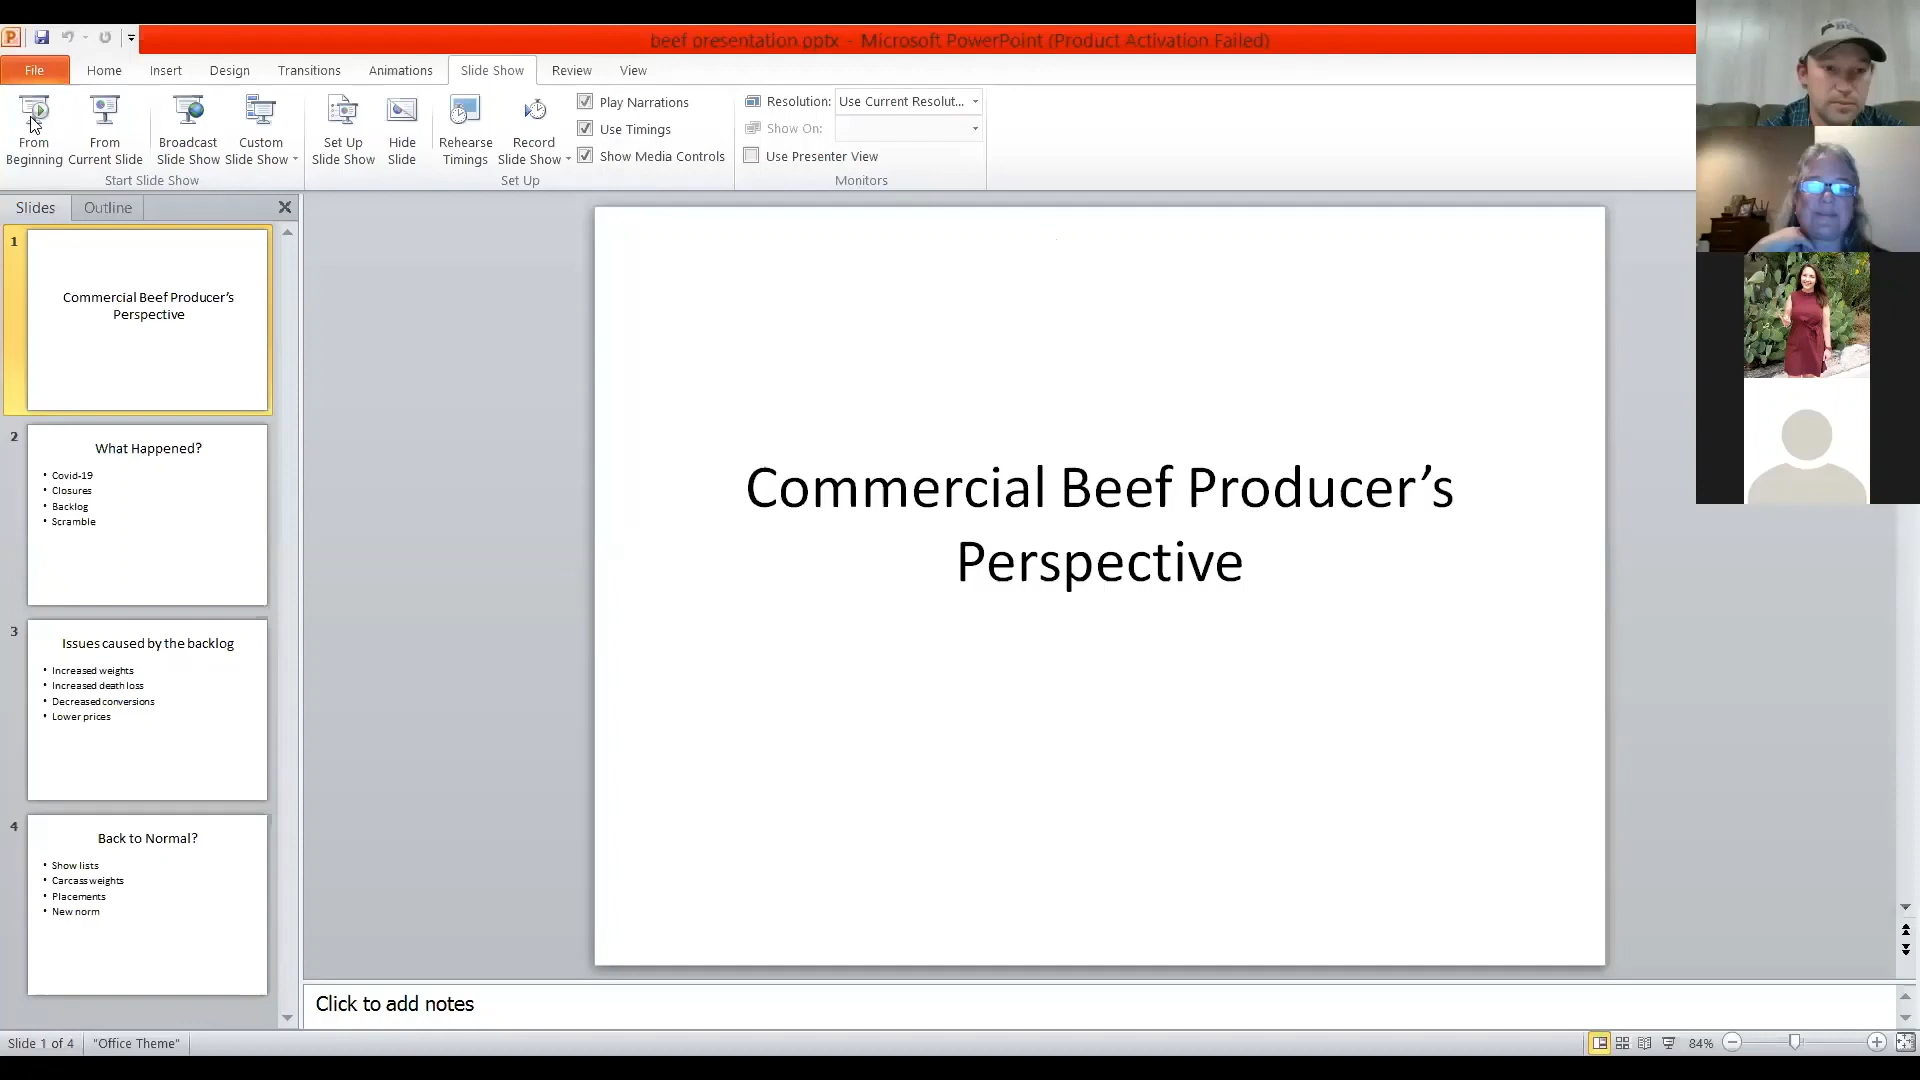 beef presentation.pptx - Microsoft PowerPoint (Product Activation Failed)
File Home Insert Design Transitions Animations Slide Show Review View
From Beginning
From Current Slide
Broadcast Slide Show
Custom Slide Show
Start Slide Show
Set Up Slide Show
Hide Slide
Rehearse Timings
Record Slide Show
Play Narrations
Use Timings
Show Media Controls
Set Up
Resolution: Use Current Resolut...
Show On:
Use Presenter View
Monitors
Slides Outline
1
Commercial Beef Producer’s
Perspective
2
What Happened?
• Covid-19
• Closures
• Backlog
• Scramble
3
Issues caused by the backlog
• Increased weights
• Increased death loss
• Decreased conversions
• Lower prices
4
Back to Normal?
• Show lists
• Carcass weights
• Placements
• New norm
Commercial Beef Producer’s
Perspective
Click to add notes
Slide 1 of 4 "Office Theme" 84%